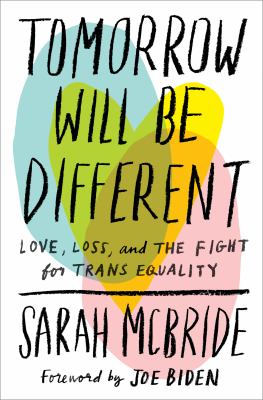 TOMORROW
WILL BE
DIFFERENT
LOVE, LOSS, and THE FIGHT
for TRANS EQUALITY
SARAH MCBRIDE
Foreword by JOE BIDEN